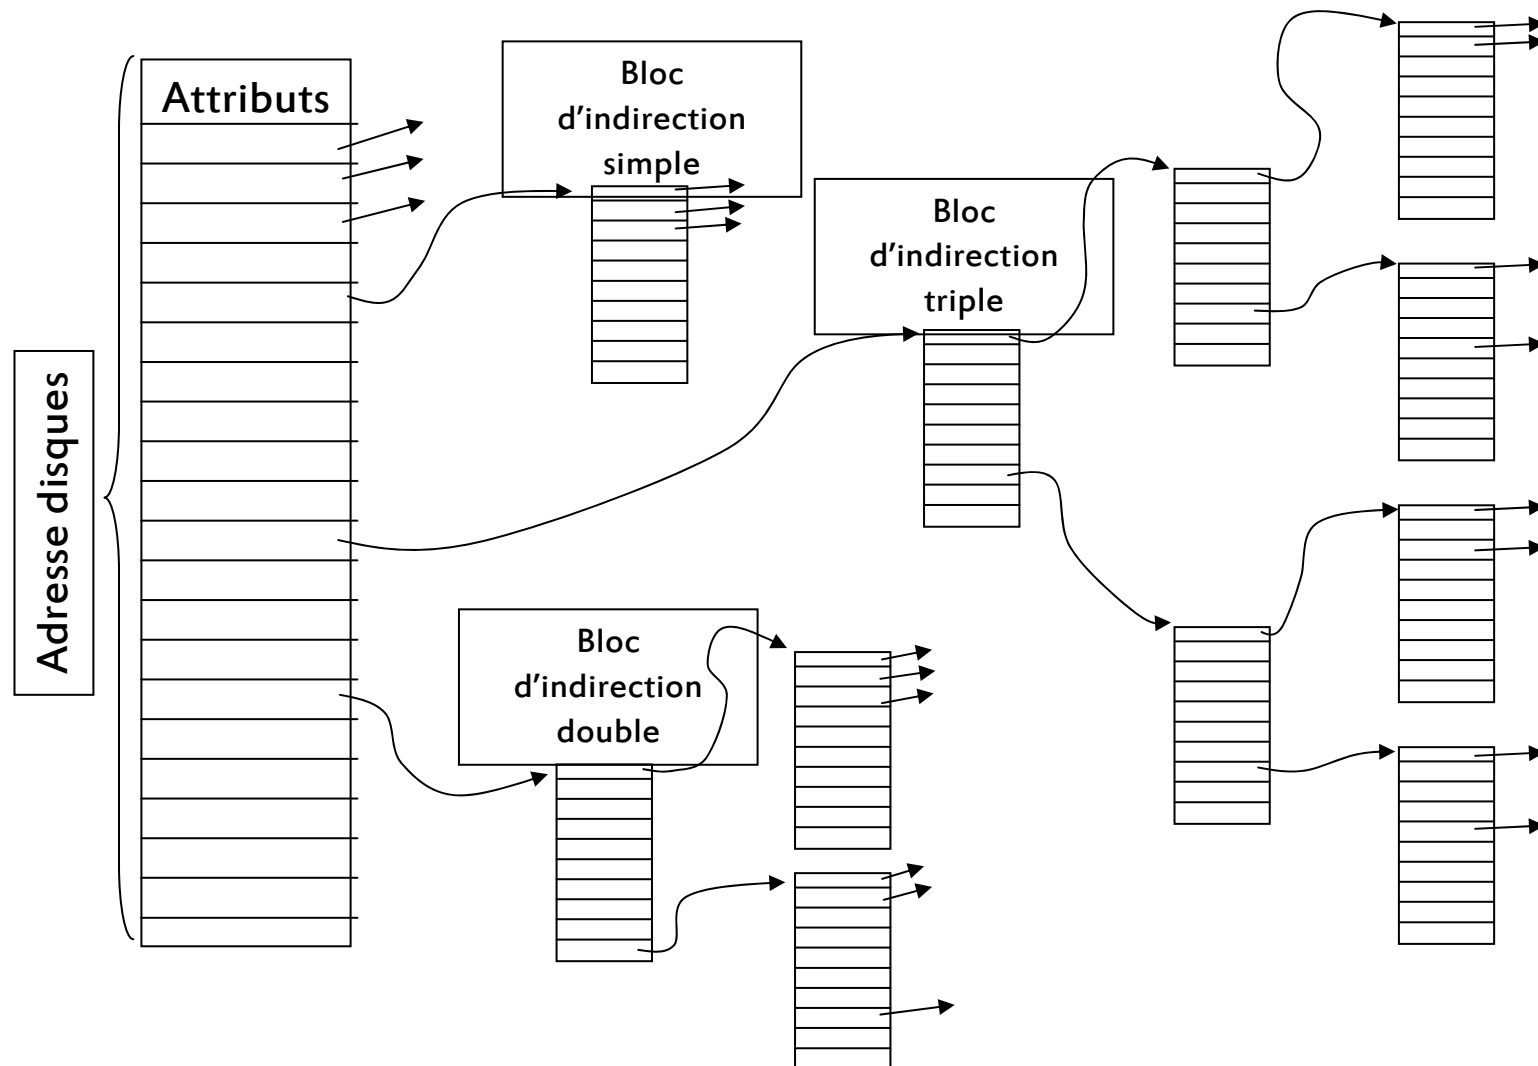 Adresse disques
Attributs
Bloc
d'indirection
simple
Bloc
d'indirection
triple
Bloc
d'indirection
double